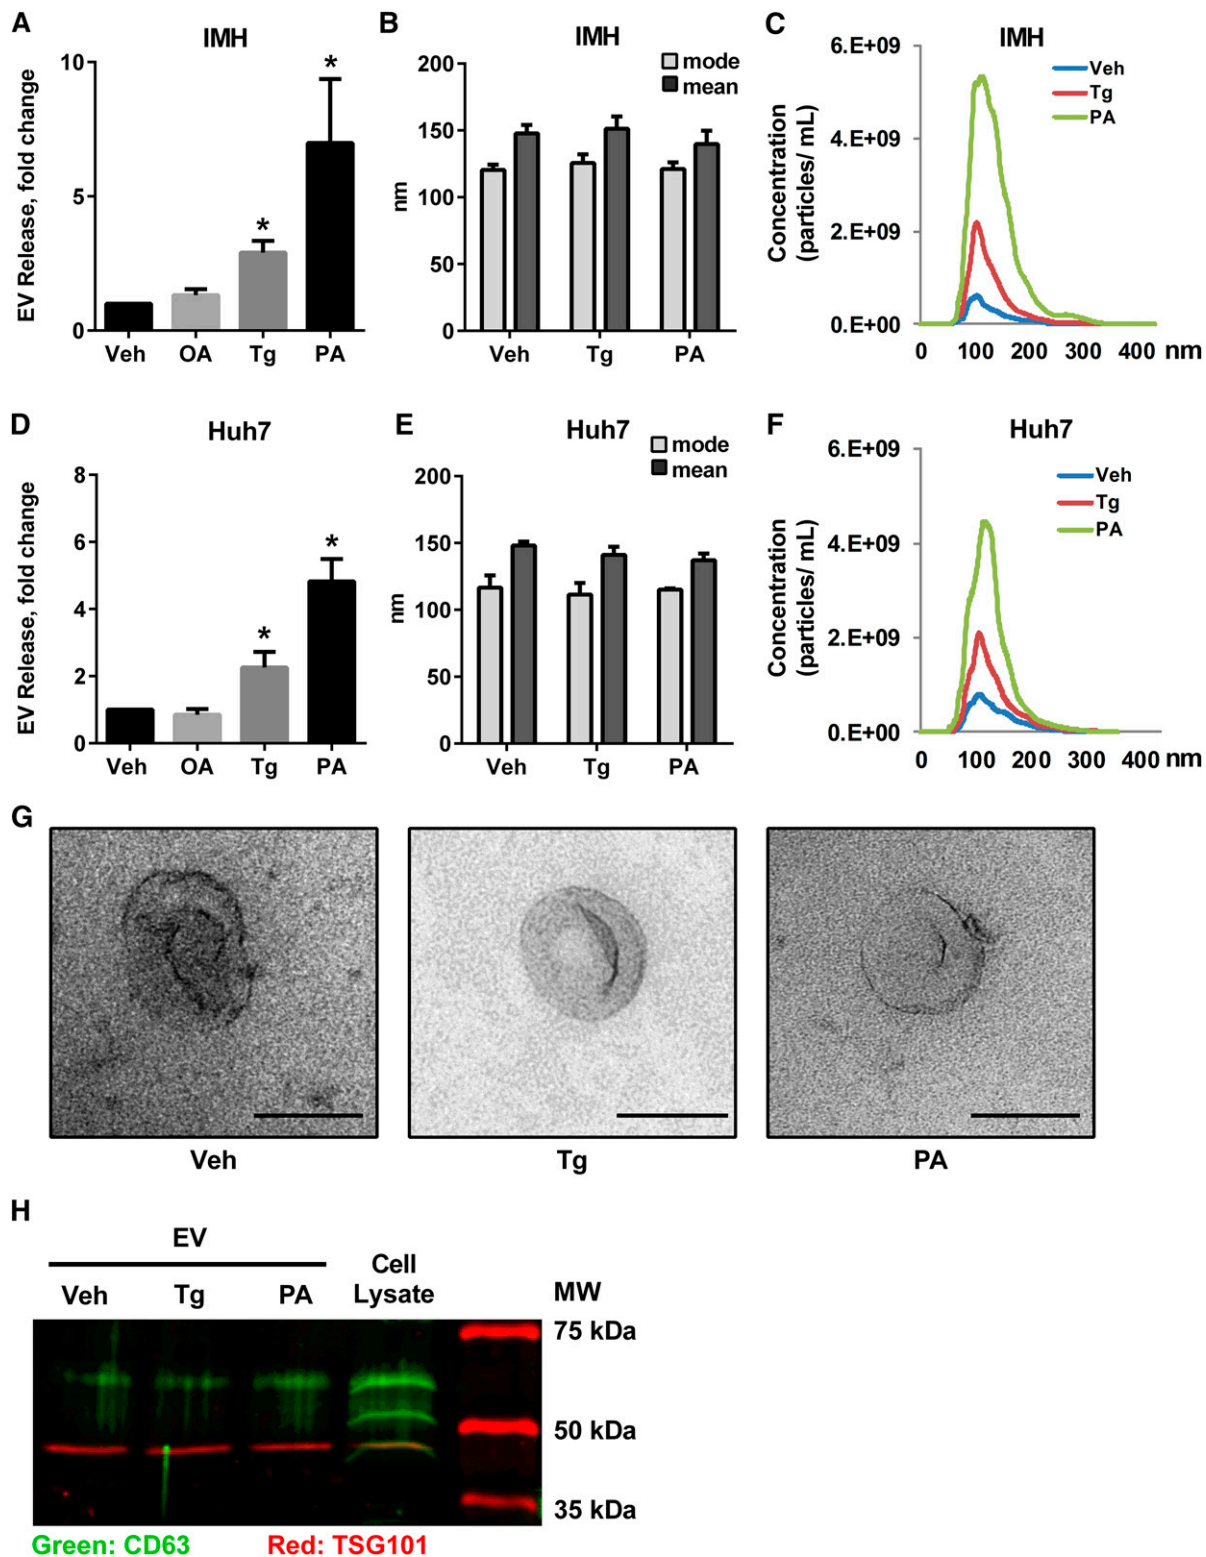 A
IMH
EV Release, fold change
10
5
0
*
*
Veh OA Tg PA
B
IMH
mode
mean
nm
200
150
100
50
0
Veh Tg PA
C
IMH
Concentration
(particles/ mL)
6.E+09
4.E+09
2.E+09
0.E+00
Veh
Tg
PA
0 100 200 300 400 nm
D
Huh7
EV Release, fold change
8
6
4
2
0
*
*
Veh OA Tg PA
E
Huh7
mode
mean
nm
200
150
100
50
0
Veh Tg PA
F
Huh7
Concentration
(particles/ mL)
6.E+09
4.E+09
2.E+09
0.E+00
Veh
Tg
PA
0 100 200 300 400 nm
G
Veh
Tg
PA
H
EV
Veh Tg PA
Cell
Lysate
MW
75 kDa
50 kDa
35 kDa
Green: CD63 Red: TSG101